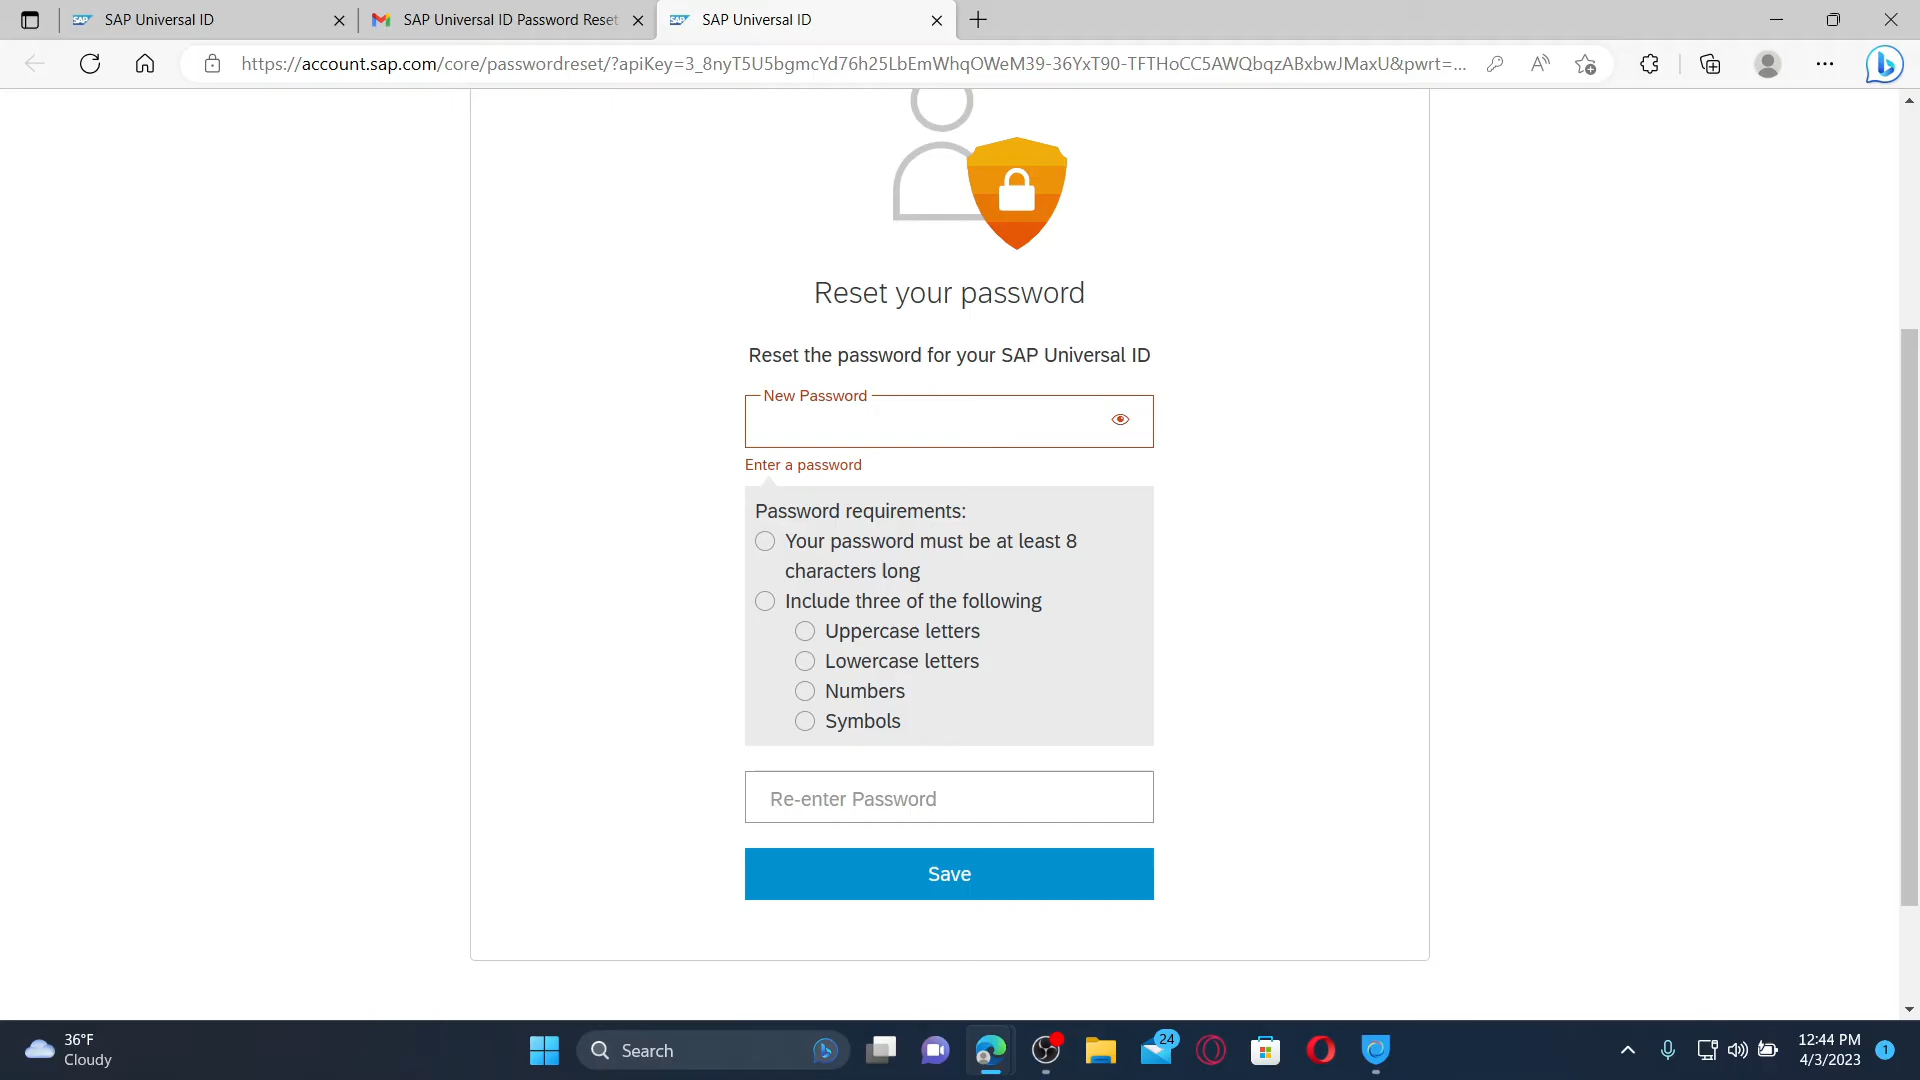 SAP Universal ID
SAP Universal ID Password Reset
SAP Universal ID
https://account.sap.com/core/passwordreset/?apiKey=3_8nyT5U5bgmcYd76h25LbEmWhqOWeM39-36YxT90-TFTHoCC5AWQbqzABxbwJMaxU&pwrt=...
Reset your password
Reset the password for your SAP Universal ID
New Password
Enter a password
Password requirements:
Your password must be at least 8
characters long
Include three of the following
Uppercase letters
Lowercase letters
Numbers
Symbols
Re-enter Password
Save
36°F
Cloudy
Search
24
12:44 PM
4/3/2023
1